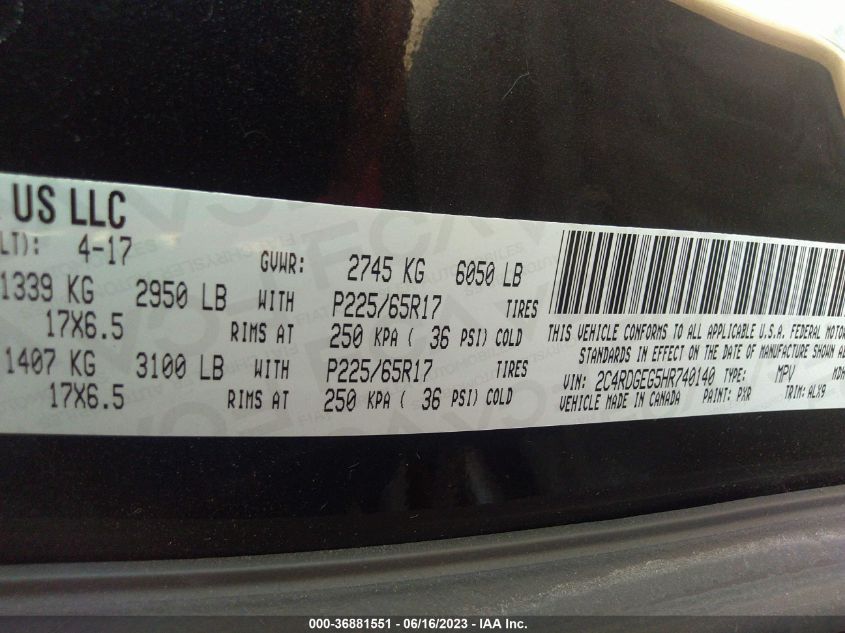 US LLC
LT): 4-17 GVWR: 2745 KG 6050 LB
1339 KG 2950 LB WITH P225/65R17 TIRES
17X6.5 RIMS AT 250 KPA ( 36 PSI) COLD
1407 KG 3100 LB WITH P225/65R17 TIRES
17X6.5 RIMS AT 250 KPA ( 36 PSI) COLD
THIS VEHICLE CONFORMS TO ALL APPLICABLE U.S.A. FEDERAL MOTOR
STANDARDS IN EFFECT ON THE DATE OF MANUFACTURE SHOWN AB
VIN: 2C4RDGEG5HR740140 TYPE: MPV
VEHICLE MADE IN CANADA PAINT: PXR TRIM: ALX9
000-36881551 - 06/16/2023 - IAA Inc.